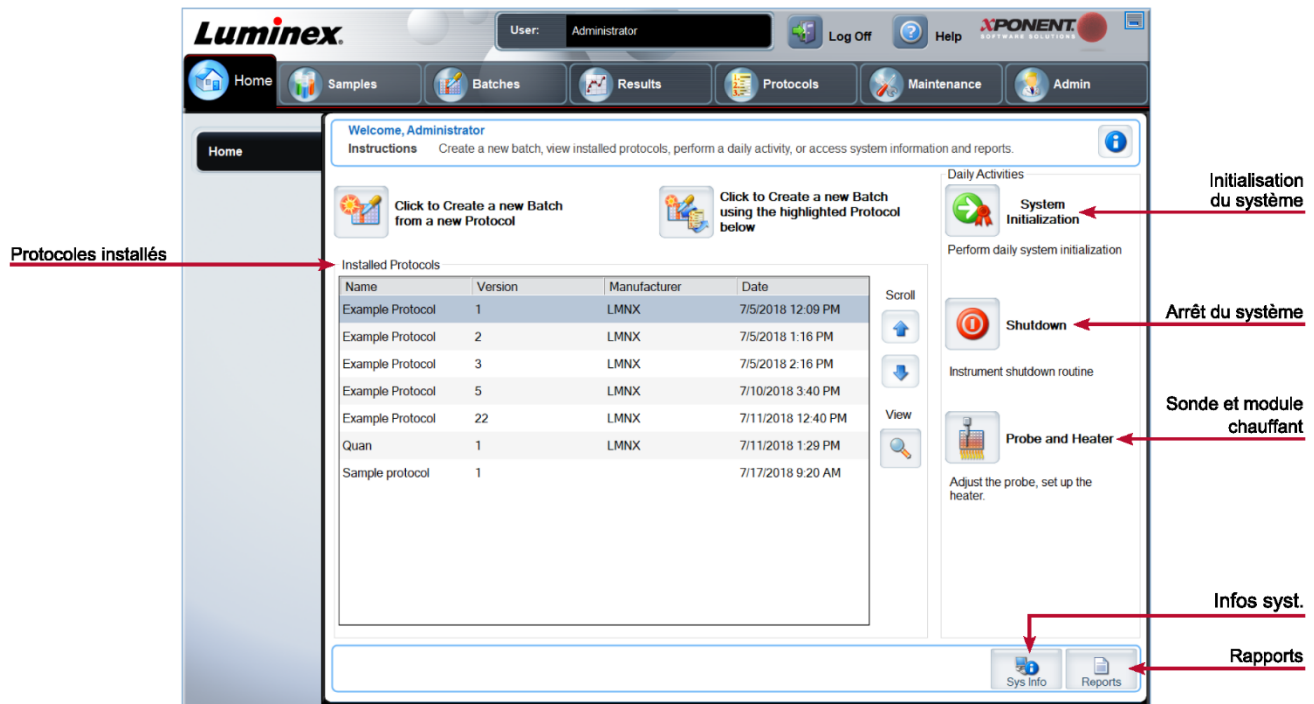 Luminex.
User: Administrator
Log Off
Help
XPONENT.
SOFTWARE SOLUTIONS
Home
Samples
Batches
Results
Protocols
Maintenance
Admin
Home
Welcome, Administrator
Instructions Create a new batch, view installed protocols, perform a daily activity, or access system information and reports.
Click to Create a new Batch
from a new Protocol
Click to Create a new Batch
using the highlighted Protocol
below
Protocoles installés
Installed Protocols
Name Version Manufacturer Date
Example Protocol 1 LMNX 7/5/2018 12:09 PM
Example Protocol 2 LMNX 7/5/2018 1:16 PM
Example Protocol 3 LMNX 7/5/2018 2:16 PM
Example Protocol 5 LMNX 7/10/2018 3:40 PM
Example Protocol 22 LMNX 7/11/2018 12:40 PM
Quan 1 LMNX 7/11/2018 1:29 PM
Sample protocol 1 7/17/2018 9:20 AM
Scroll
View
Daily Activities
System
Initialization
Perform daily system initialization
Shutdown
Instrument shutdown routine
Probe and Heater
Adjust the probe, set up the
heater.
Sys Info
Reports
Initialisation
du système
Arrêt du système
Sonde et module
chauffant
Infos syst.
Rapports